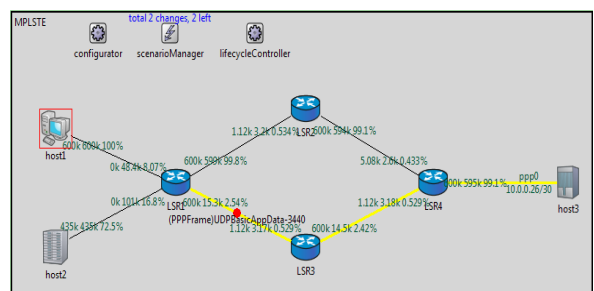 MPLSTE
total 2 changes, 2 left
configurator
scenarioManager
lifecycleController
host1
600k 600k 100%
0k 48.4k 8.07%
LSR2
1.12k 3.2k 0.534%
600k 594k 99.1%
600k 599k 99.8%
5.08k 2.6k 0.433%
LSR1
0k 101k 16.8%
435k 435k 72.5%
host2
600k 15.3k 2.54%
(PPPFrame)UDPBasicAppData-3440
1.12k 3.17k 0.529%
LSR3
600k 14.5k 2.42%
1.12k 3.18k 0.529%
LSR4
600k 595k 99.1%
ppp0
10.0.0.26/30
host3